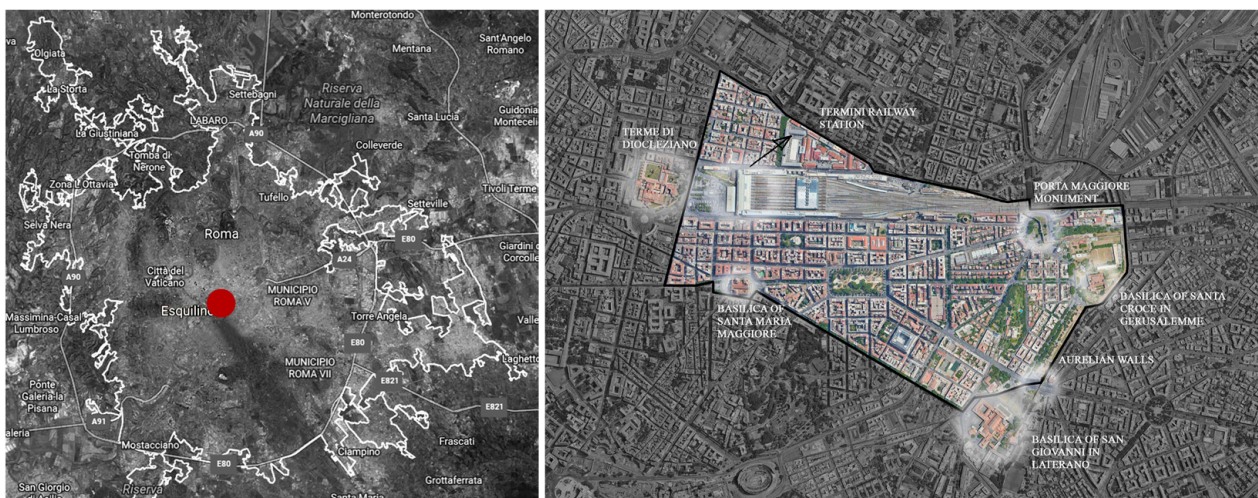 Monterotondo
Olgiata
Mentana
Sant'Angelo
Romano
La Storta
Settebagni
Riserva
Naturale della
Marcigliana
Guidonia
Montecelio
LABARO
Santa Lucia
La Giustiniana
A90
Colleverde
Tomba di
Nerone
Zona L Ottavia
Tufello
Tivoli Terme
Setteville
Selva Nera
Roma
E80
Giardini di
Corcolle
A24
Città del
Vaticano
A90
MUNICIPIO
ROMA V
Esquilino
Massimina-Casal
Lumbroso
Torre Angela
Valle
E80
MUNICIPIO
ROMA VII
Laghetto
Ponte
Galeria-la
Pisana
E821
E821
A91
aleria
Mostacciano
Frascati
Ciampino
E80
Grottaferrata
San Giorgio
Riserva
Santa Maria
TERMINI RAILWAY
STATION
TERME DI
DIOCLEZIANO
PORTA MAGGIORE
MONUMENT
BASILICA OF
SANTA MARIA
MAGGIORE
BASILICA OF SANTA
CROCE IN
GERUSALEMME
AURELIAN WALLS
BASILICA OF SAN
GIOVANNI IN
LATERANO